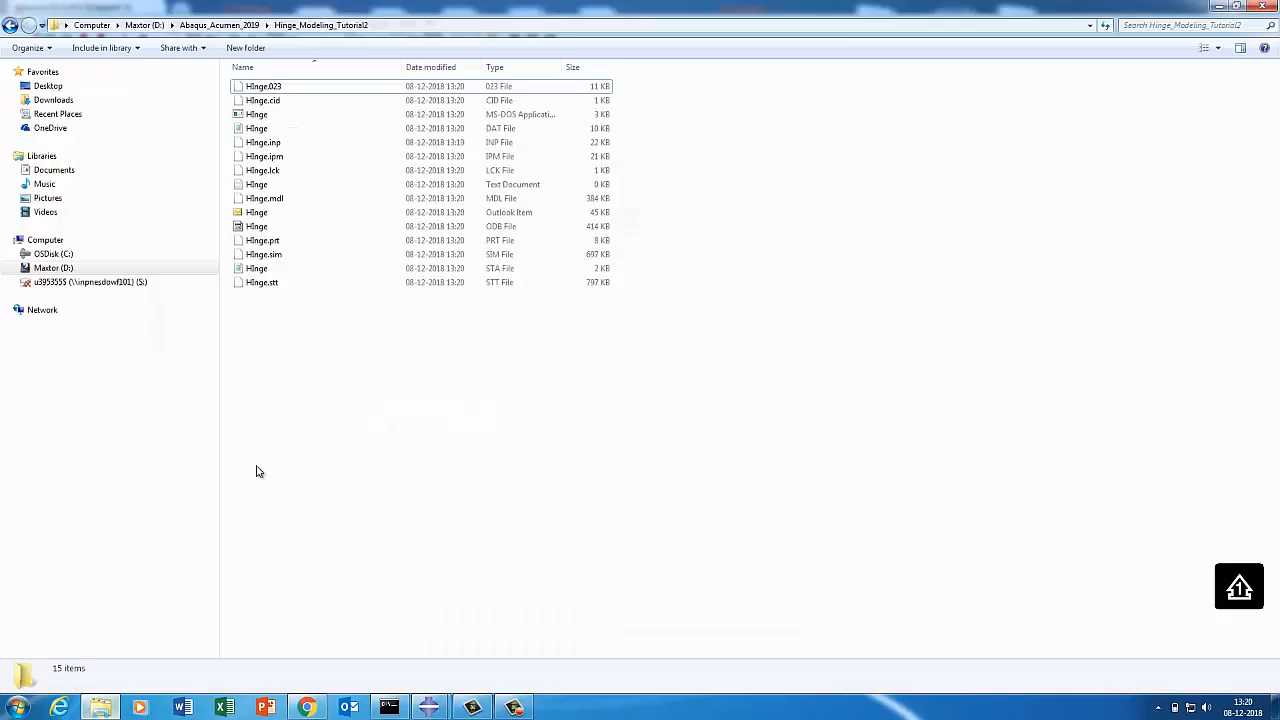 Computer ▸ Maxtor (D:) ▸ Abaqus_Acumen_2019 ▸ Hinge_Modeling_Tutorial2 Search Hinge_Modeling_Tutorial2
Organize Include in library Share with New folder
Name Date modified Type Size
Favorites
Desktop
Downloads
Recent Places
OneDrive
Libraries
Documents
Music
Pictures
Videos
Computer
OSDisk (C:)
Maxtor (D:)
u395355$ (\\inpnesdowf101) (S:)
Network
HInge.023 08-12-2018 13:20 023 File 11 KB
HInge.cid 08-12-2018 13:20 CID File 1 KB
HInge 08-12-2018 13:20 MS-DOS Applicati... 3 KB
HInge 08-12-2018 13:20 DAT File 10 KB
HInge.inp 08-12-2018 13:19 INP File 22 KB
HInge.ipm 08-12-2018 13:20 IPM File 21 KB
HInge.lck 08-12-2018 13:20 LCK File 1 KB
HInge 08-12-2018 13:20 Text Document 0 KB
HInge.mdl 08-12-2018 13:20 MDL File 384 KB
HInge 08-12-2018 13:20 Outlook Item 45 KB
HInge 08-12-2018 13:20 ODB File 414 KB
HInge.prt 08-12-2018 13:20 PRT File 8 KB
HInge.sim 08-12-2018 13:20 SIM File 697 KB
HInge 08-12-2018 13:20 STA File 2 KB
HInge.stt 08-12-2018 13:20 STT File 797 KB
1
15 items
13:20
08-12-2018